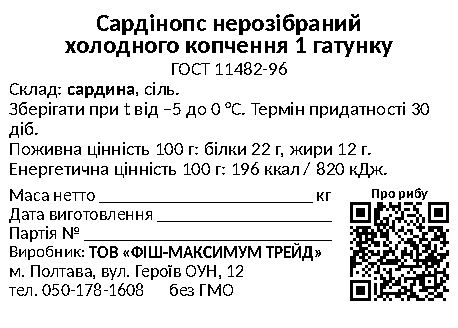 Сардінопс нерозібраний
холодного копчення 1 гатунку
ГОСТ 11482-96
Склад: сардина, сіль.
Зберігати при t від –5 до 0 °С. Термін придатності 30
діб.
Поживна цінність 100 г: білки 22 г, жири 12 г.
Енергетична цінність 100 г: 196 ккал / 820 кДж.
Маса нетто ______________________ кг
Дата виготовлення __________________
Партія № _________________________
Про рибу
Виробник: ТОВ «ФІШ-МАКСИМУМ ТРЕЙД»
м. Полтава, вул. Героїв ОУН, 12
тел. 050-178-1608 без ГМО